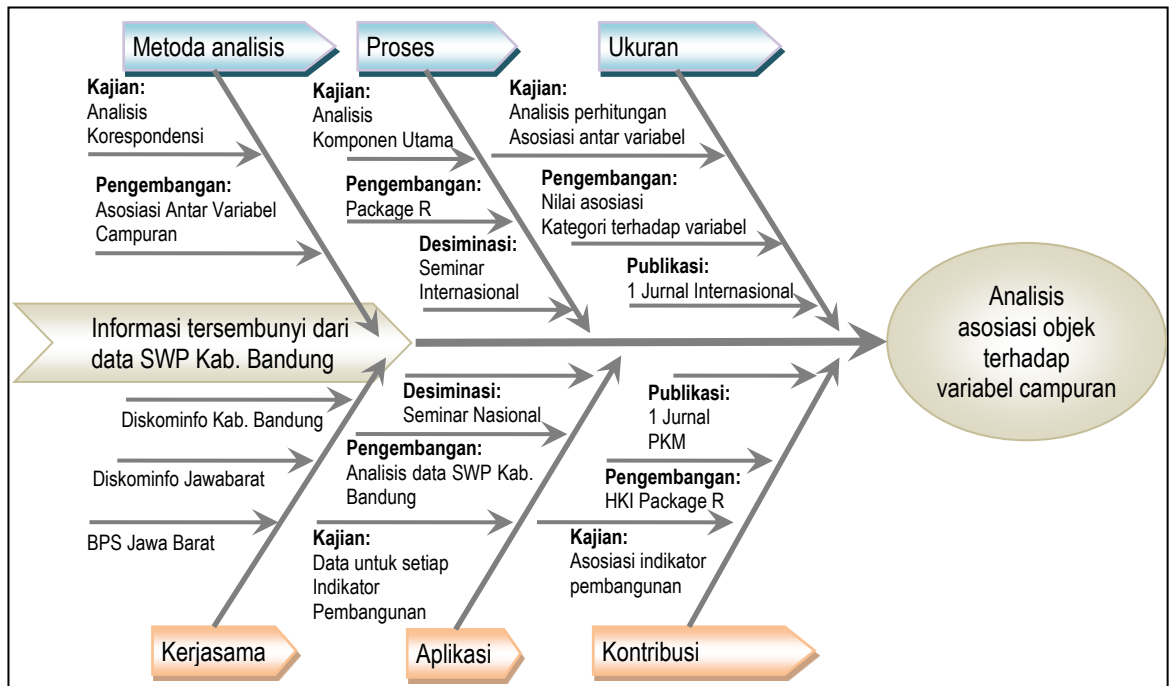 Metoda analisis
Proses
Ukuran
Kajian:
Analisis
Korespondensi
Pengembangan:
Asosiasi Antar Variabel
Campuran
Kajian:
Analisis
Komponen Utama
Pengembangan:
Package R
Desiminasi:
Seminar
Internasional
Kajian:
Analisis perhitungan
Asosiasi antar variabel
Pengembangan:
Nilai asosiasi
Kategori terhadap variabel
Publikasi:
1 Jurnal Internasional
Informasi tersembunyi dari
data SWP Kab. Bandung
Analisis
asosiasi objek
terhadap
variabel campuran
Diskominfo Kab. Bandung
Diskominfo Jawabarat
BPS Jawa Barat
Desiminasi:
Seminar Nasional
Pengembangan:
Analisis data SWP Kab.
Bandung
Kajian:
Data untuk setiap
Indikator
Pembangunan
Publikasi:
1 Jurnal
PKM
Pengembangan:
HKI Package R
Kajian:
Asosiasi indikator
pembangunan
Kerjasama
Aplikasi
Kontribusi